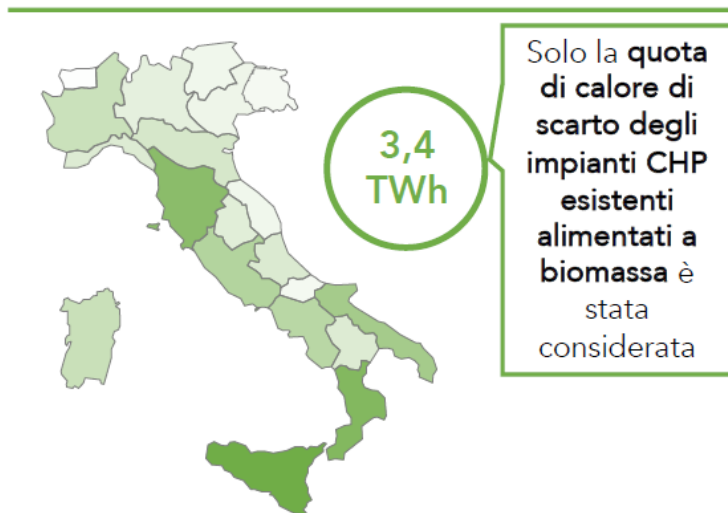 3,4
TWh
Solo la quota
di calore di
scarto degli
impianti CHP
esistenti
alimentati a
biomassa è
stata
considerata